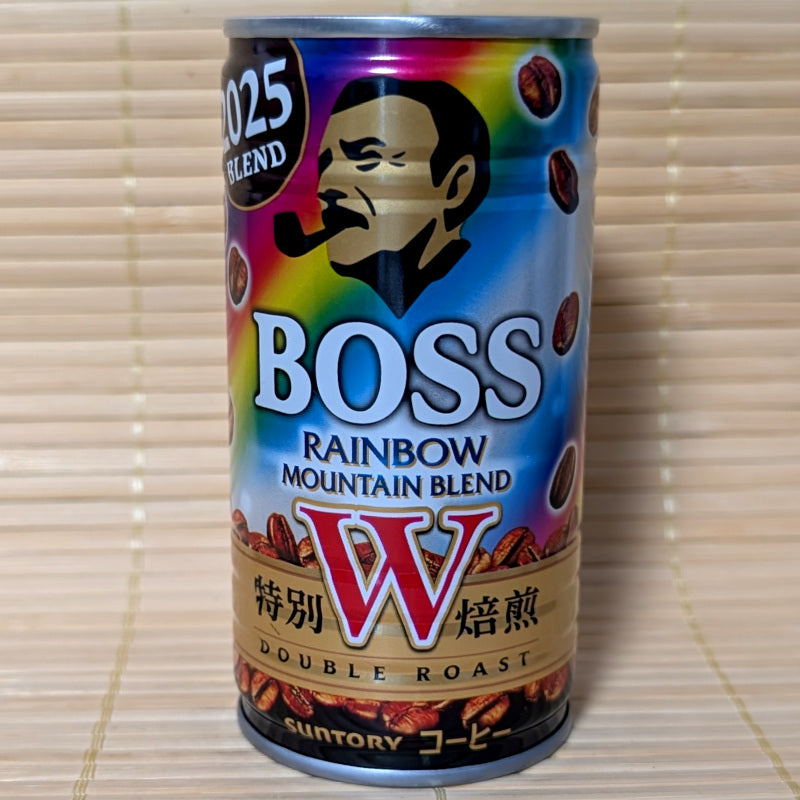 2025
BLEND
BOSS
RAINBOW
MOUNTAIN BLEND
特別 W 焙煎
DOUBLE ROAST
SUNTORY コーヒー